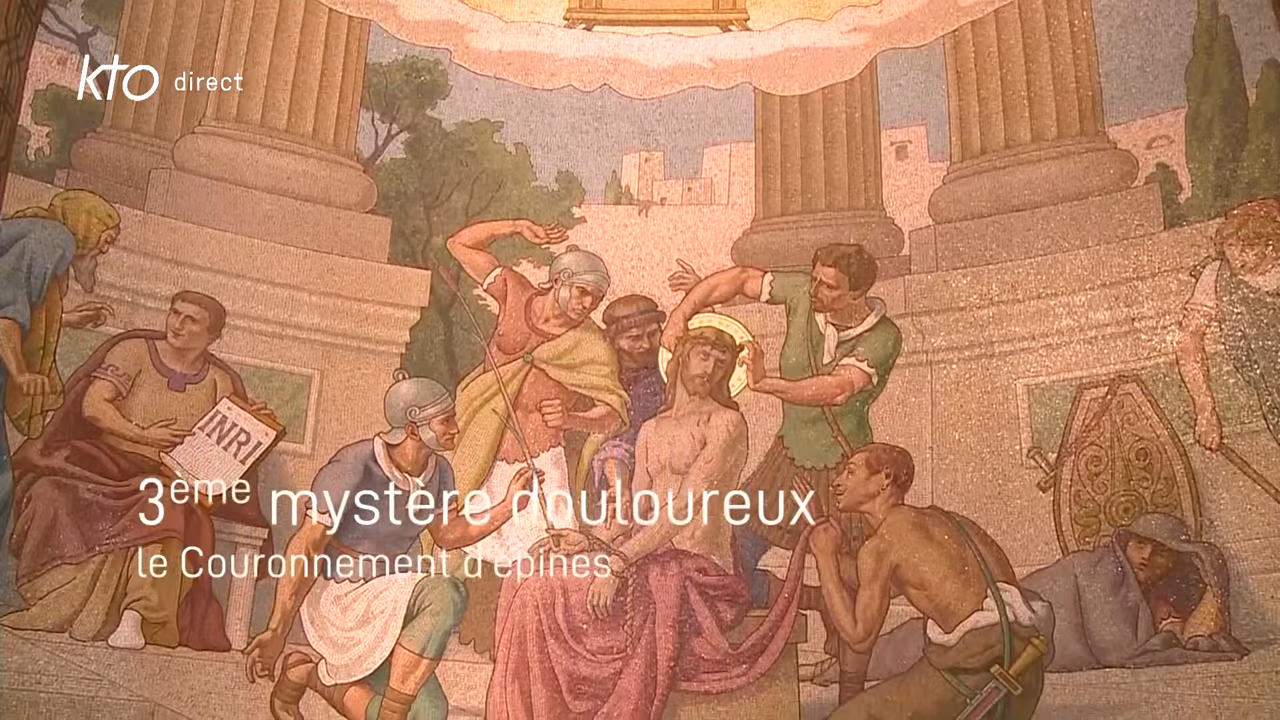 kto direct
INRI
3ème mystère douloureux
le Couronnement d'épines